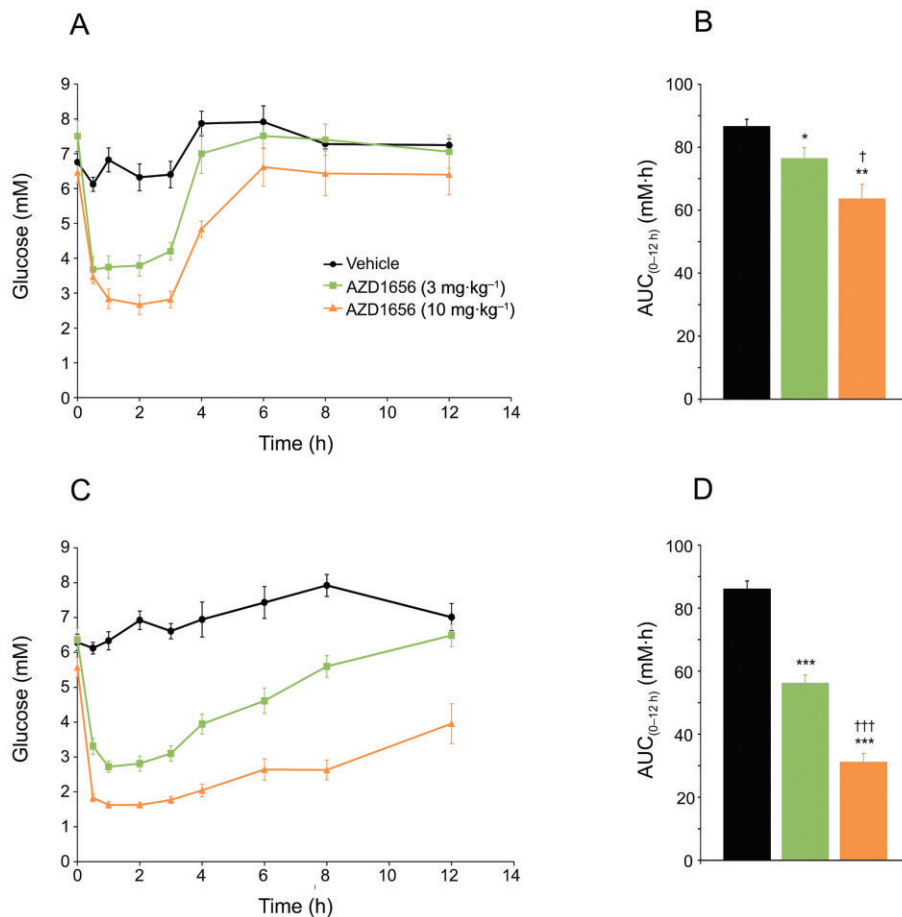 A
B
9
8
7
6
5
4
3
2
1
0
Glucose (mM)
0 2 4 6 8 10 12 14
Time (h)
Vehicle
AZD1656 (3 mg·kg⁻¹)
AZD1656 (10 mg·kg⁻¹)
100
80
60
40
20
0
AUC(0–12 h) (mM·h)
*
†
**
C
D
9
8
7
6
5
4
3
2
1
0
Glucose (mM)
0 2 4 6 8 10 12 14
Time (h)
100
80
60
40
20
0
AUC(0–12 h) (mM·h)
***
†††
***